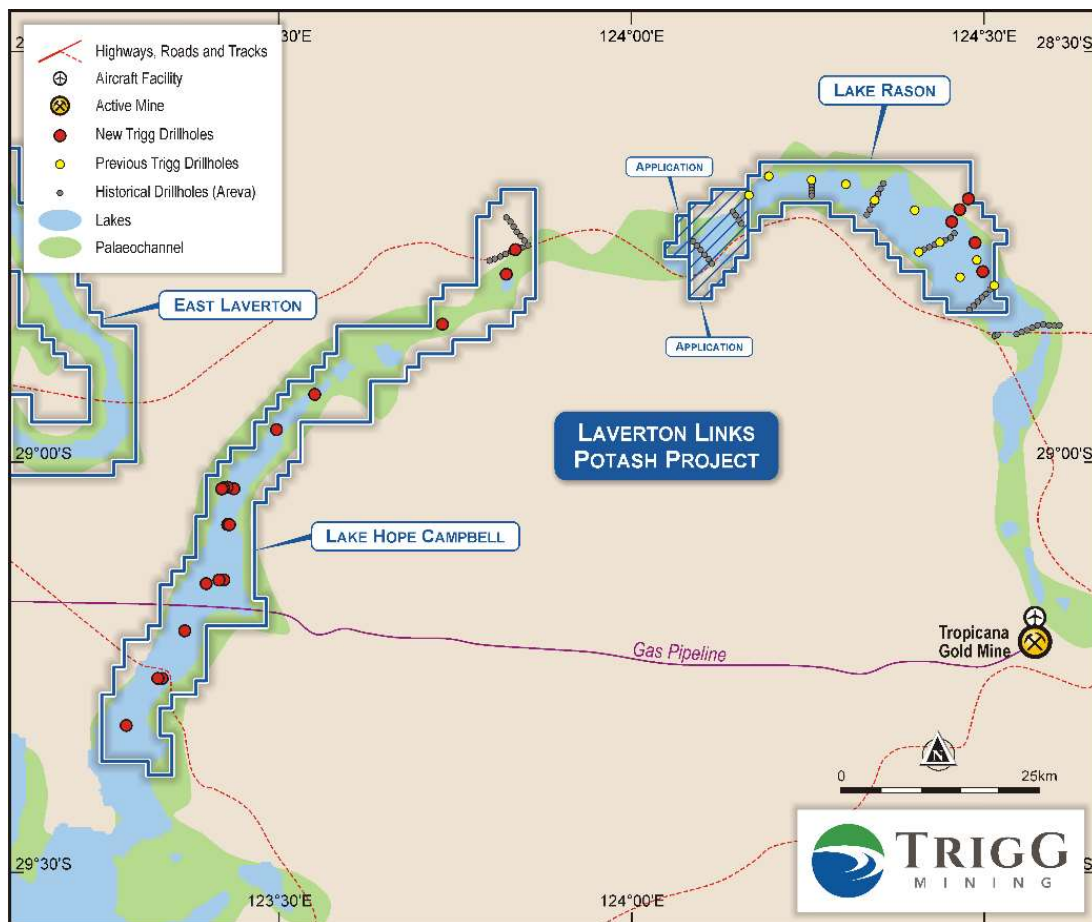 30'E
124°00'E
124°30'E
28°30'S
Highways, Roads and Tracks
Aircraft Facility
Active Mine
New Trigg Drillholes
Previous Trigg Drillholes
Historical Drillholes (Areva)
Lakes
Palaeochannel
LAKE RASON
APPLICATION
EAST LAVERTON
APPLICATION
LAVERTON LINKS
POTASH PROJECT
29°00'S
29°00'S
LAKE HOPE CAMPBELL
Gas Pipeline
Tropicana
Gold Mine
N
0 25km
TRIGG
MINING
29°30'S
123°30'E
124°00'E